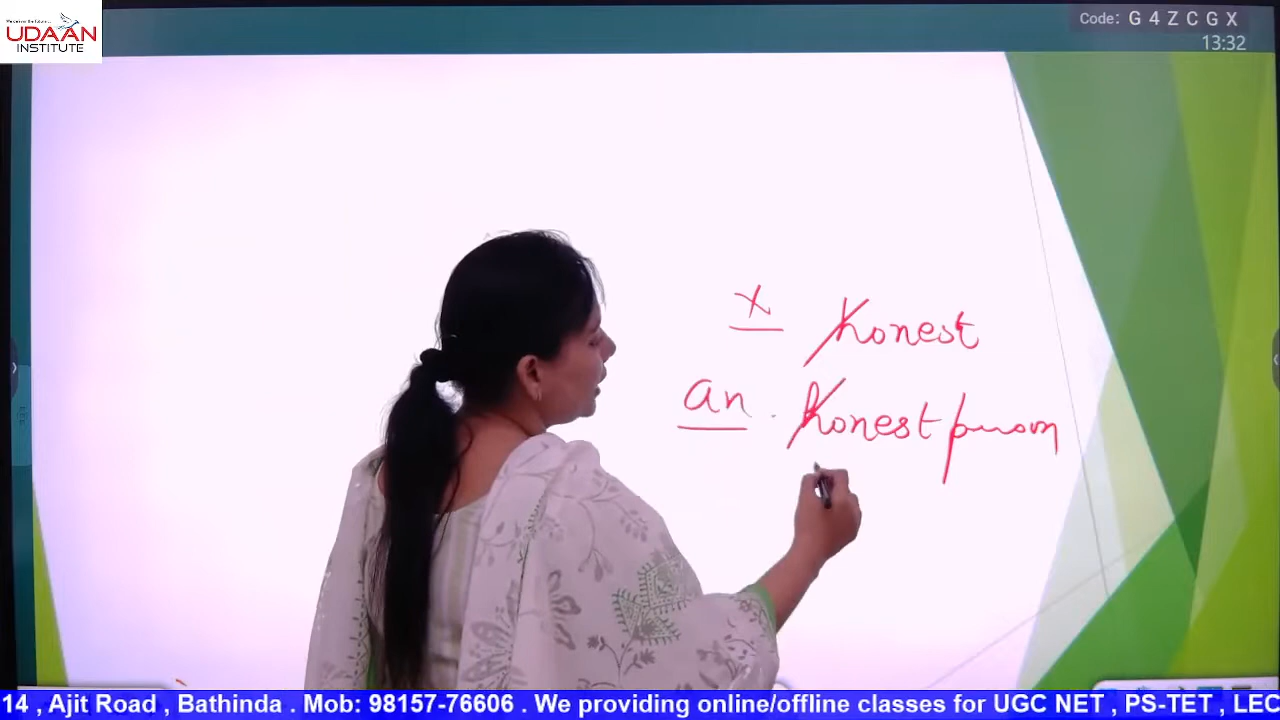 UDAAN
INSTITUTE
Code: G4ZCGX
13:32
x Honest
an. Honest person
14 , Ajit Road , Bathinda . Mob: 98157-76606 . We providing online/offline classes for UGC NET , PS-TET , LEC